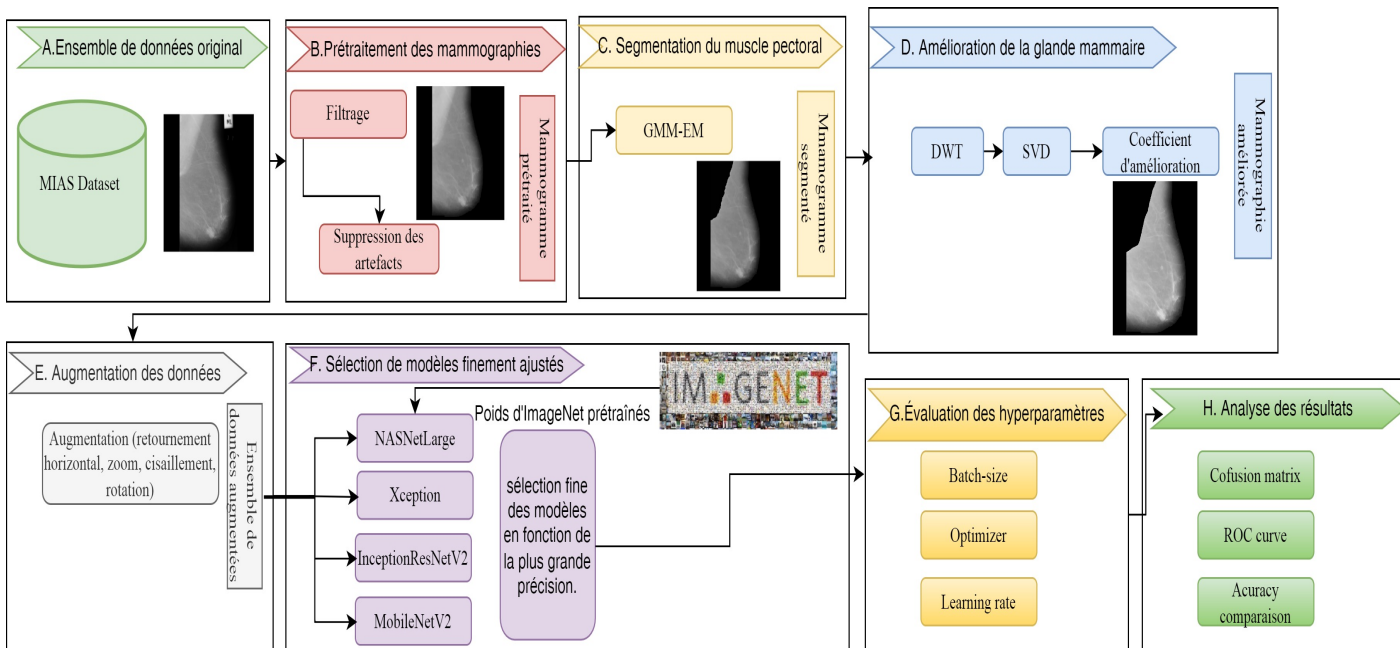 A.Ensemble de données original
MIAS Dataset
B.Prétraitement des mammographies
Filtrage
Suppression des
artefacts
Mammogramme
prétraité
C. Segmentation du muscle pectoral
GMM-EM
Mmamogramme
segmenté
D. Amélioration de la glande mammaire
DWT
SVD
Coefficient
d'amélioration
Mammographie
améliorée
E. Augmentation des données
Augmentation (retournement
horizontal, zoom, cisaillement,
rotation)
Ensemble de
données augmentées
F. Sélection de modèles finement ajustés
IMAGENET
Poids d'ImageNet prétraînés
NASNetLarge
Xception
InceptionResNetV2
MobileNetV2
sélection fine
des modèles
en fonction de
la plus grande
précision.
G.Évaluation des hyperparamètres
Batch-size
Optimizer
Learning rate
H. Analyse des résultats
Cofusion matrix
ROC curve
Acuracy
comparaison